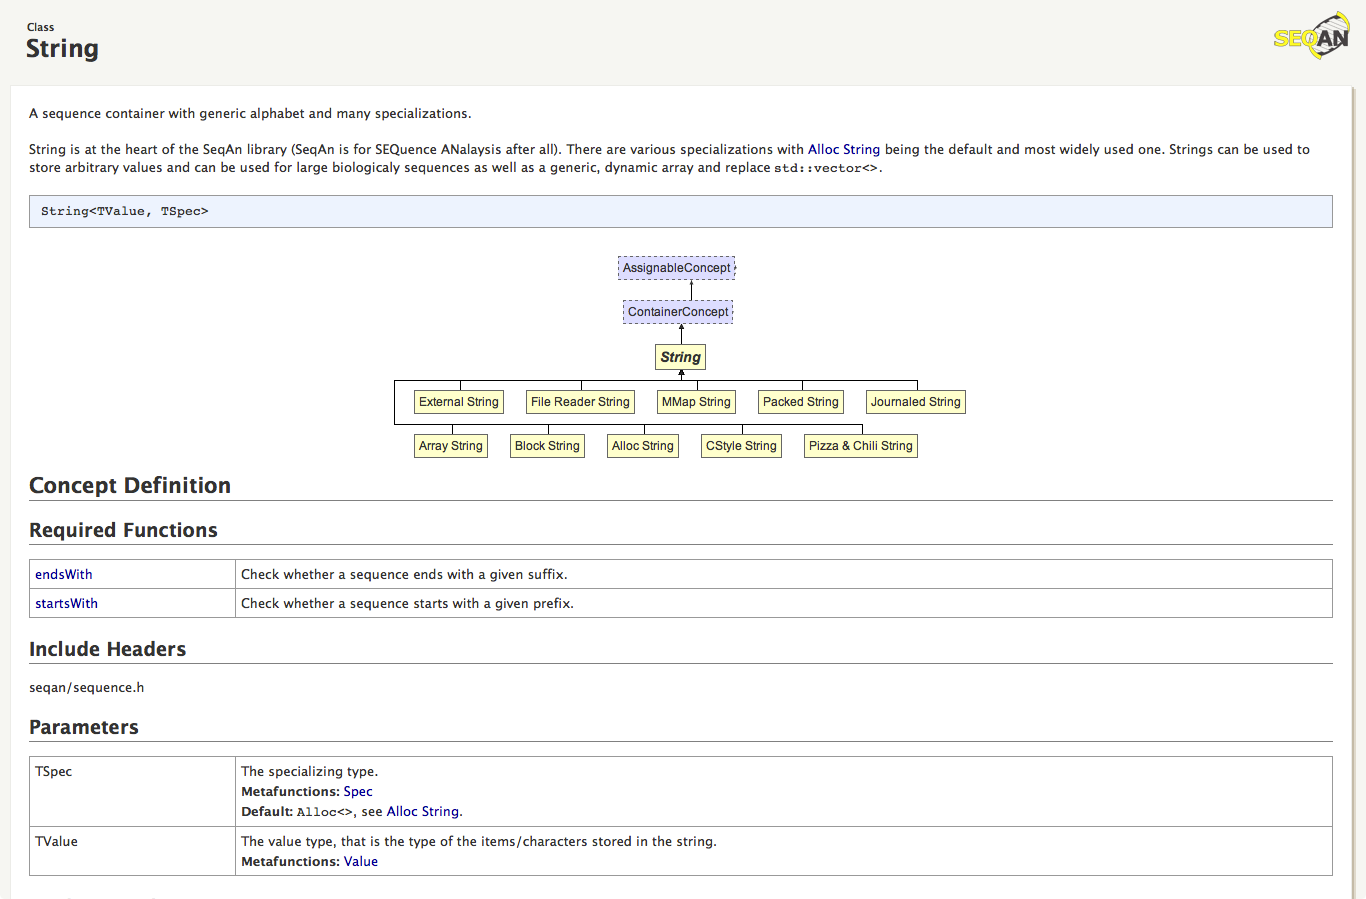 Class
String
SEQAN
A sequence container with generic alphabet and many specializations.
String is at the heart of the SeqAn library (SeqAn is for SEQuence ANalaysis after all). There are various specializations with Alloc String being the default and most widely used one. Strings can be used to
store arbitrary values and can be used for large biologicaly sequences as well as a generic, dynamic array and replace std::vector<>.
String<TValue, TSpec>
AssignableConcept
ContainerConcept
String
External String File Reader String MMap String Packed String Journaled String
Array String Block String Alloc String CStyle String Pizza & Chili String
Concept Definition
Required Functions
endsWith Check whether a sequence ends with a given suffix.
startsWith Check whether a sequence starts with a given prefix.
Include Headers
seqan/sequence.h
Parameters
TSpec The specializing type.
Metafunctions: Spec
Default: Alloc<>, see Alloc String.
TValue The value type, that is the type of the items/characters stored in the string.
Metafunctions: Value